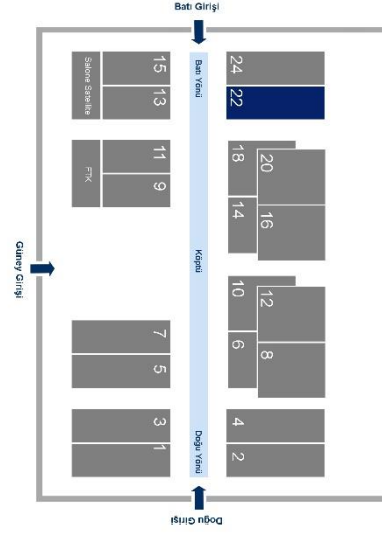 Batı Girişi
Salone Satellite
15
13
Batı Yönü
24
22
FTK
11
9
18
20
14
16
Güney Girişi
Köptü
10
12
6
8
7
5
3
1
Doğu Yönü
4
2
Doğu Girişi